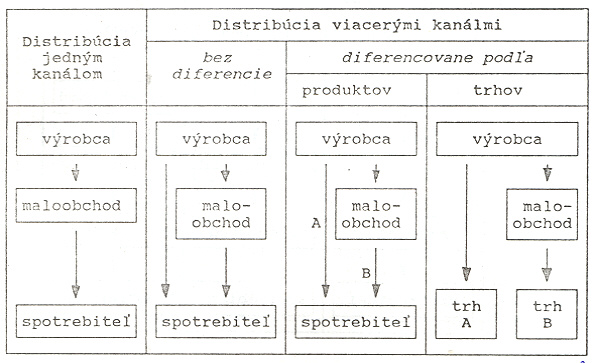 Distribúcia
jedným
kanálom
Distribúcia viacerými kanálmi
bez
diferencie
diferencovane podľa
produktov
trhov
výrobca
maloobchod
spotrebiteľ
výrobca
malo-
obchod
spotrebiteľ
výrobca
malo-
obchod
A
B
spotrebiteľ
výrobca
malo-
obchod
trh
A
trh
B